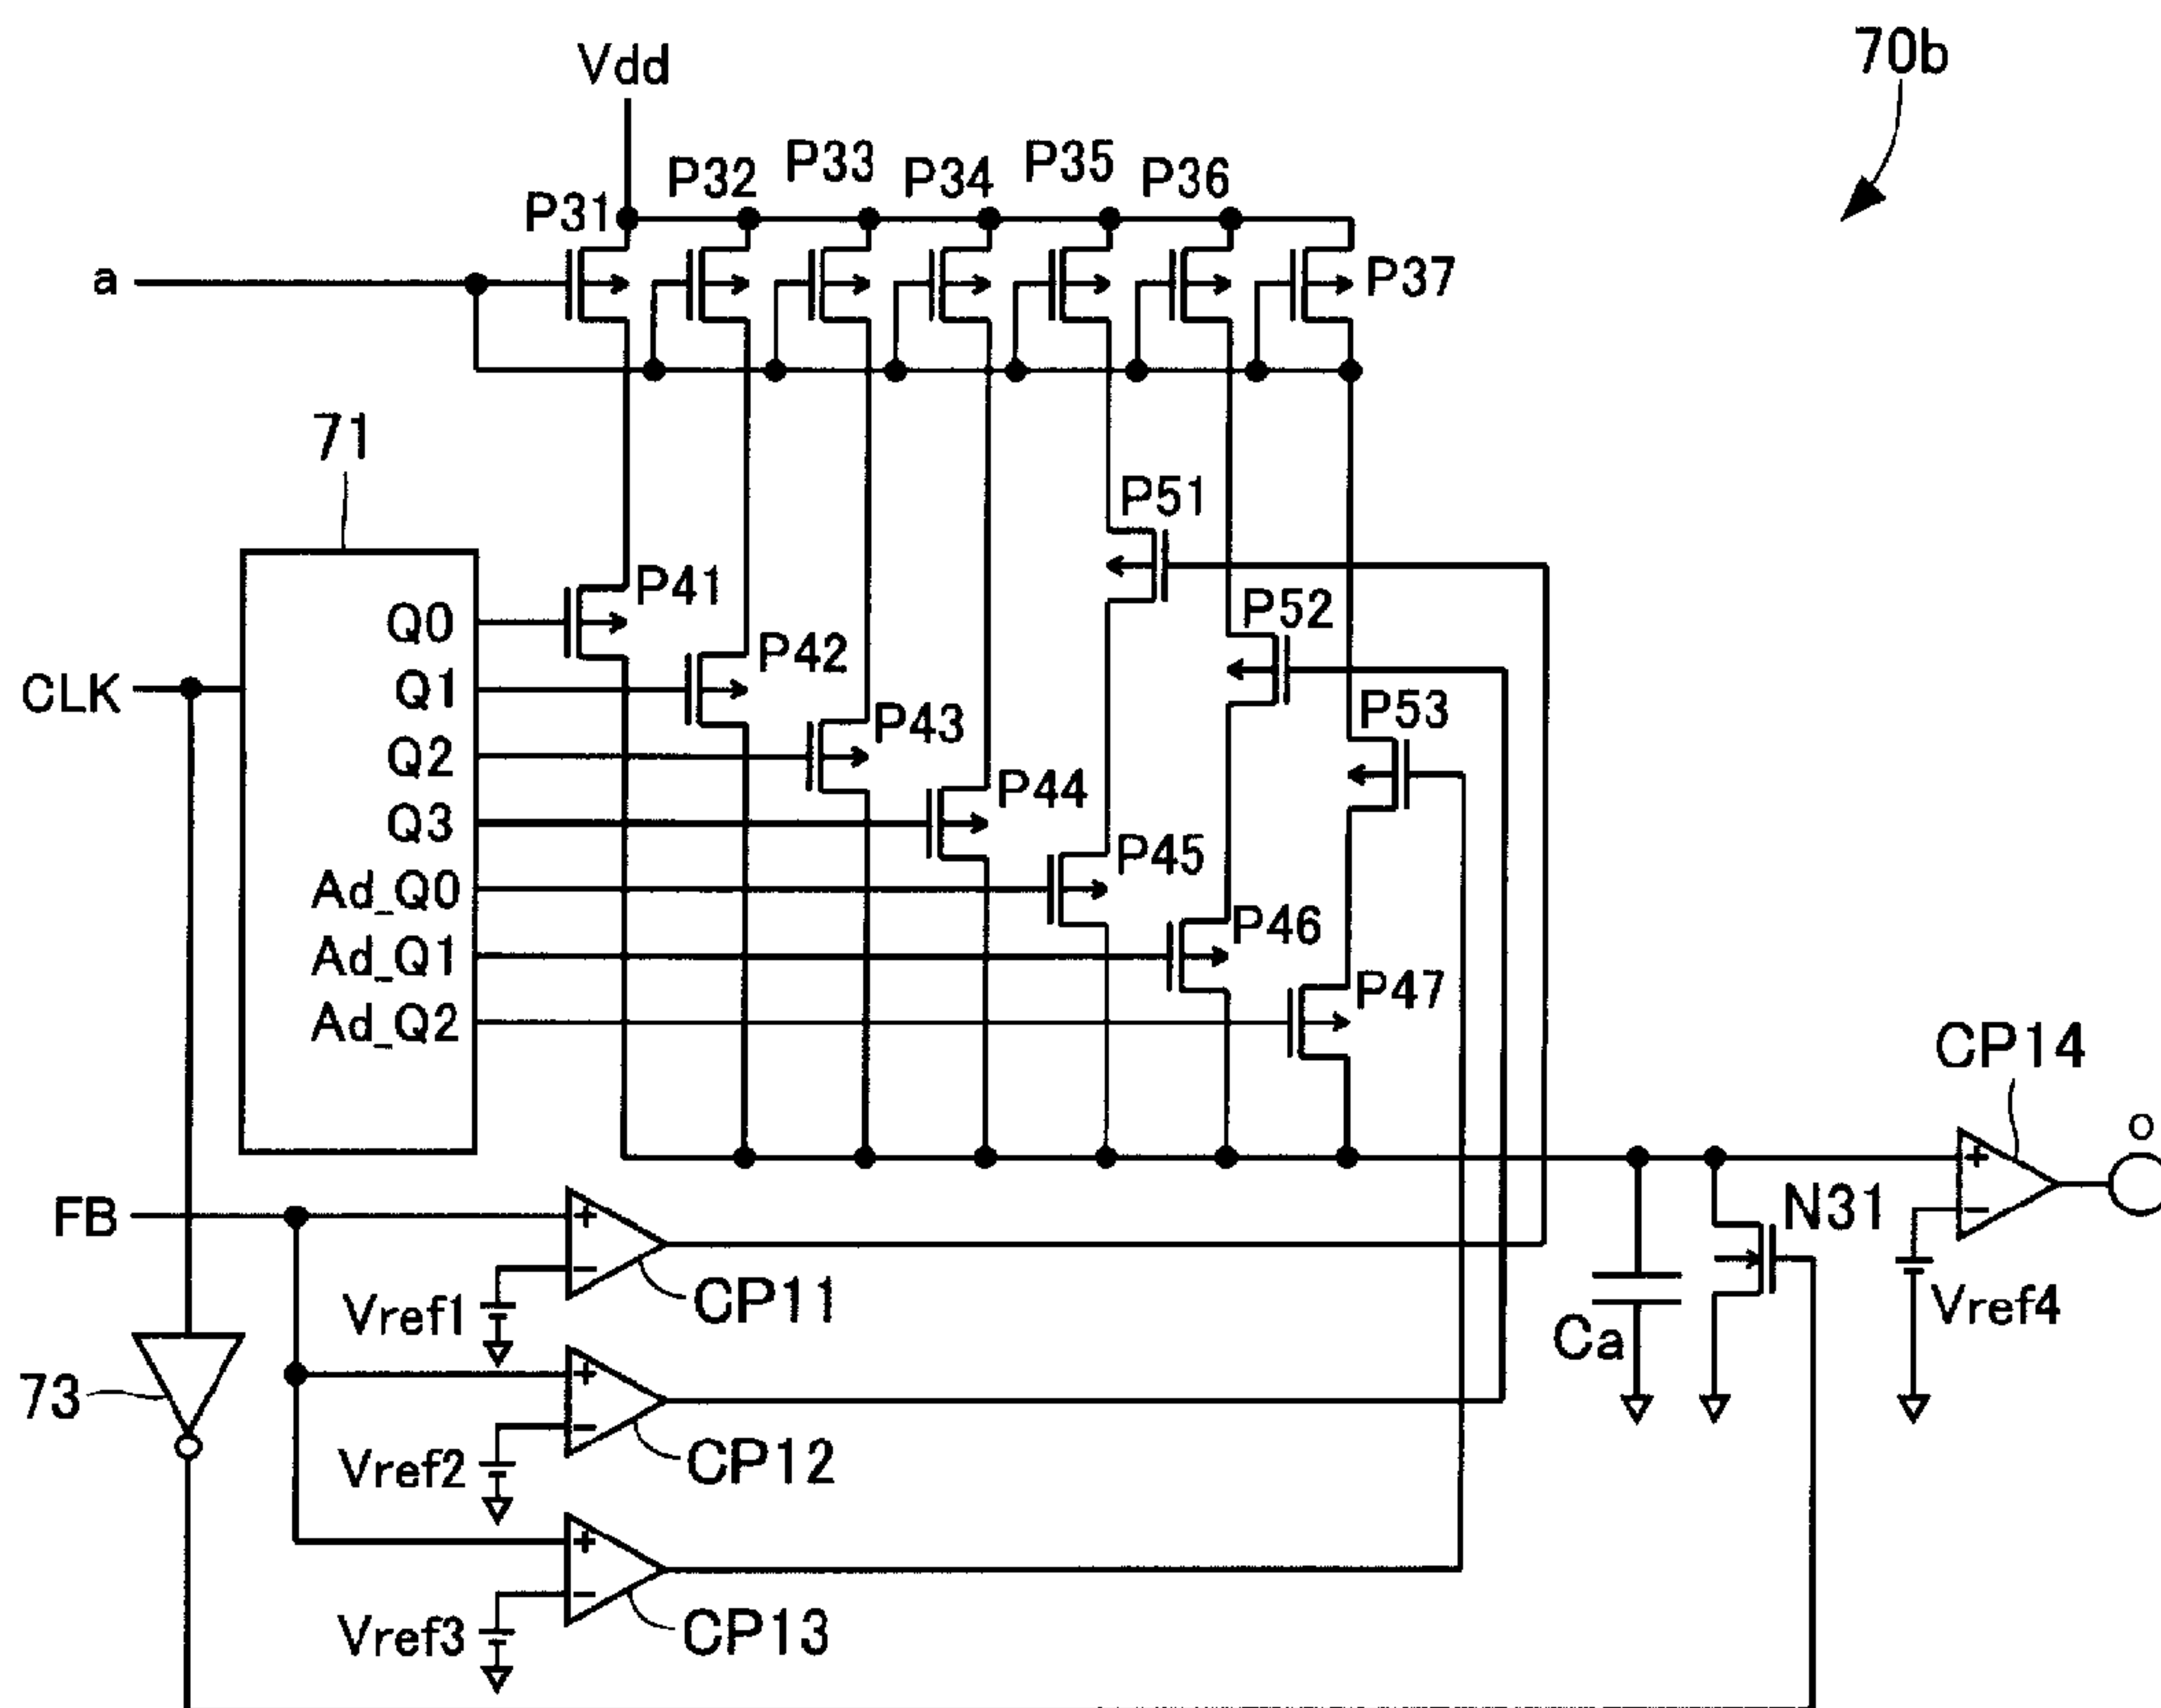 70b
Vdd
P31
P32
P33
P34
P35
P36
P37
a
71
P51
P41
P52
Q0
CLK
P42
Q1
P53
P43
Q2
P44
Q3
P45
Ad_Q0
P46
Ad_Q1
P47
Ad_Q2
CP14
o
+
−
FB
+
−
N31
Vref1
CP11
Ca
Vref4
73
+
−
Vref2
CP12
+
−
Vref3
CP13